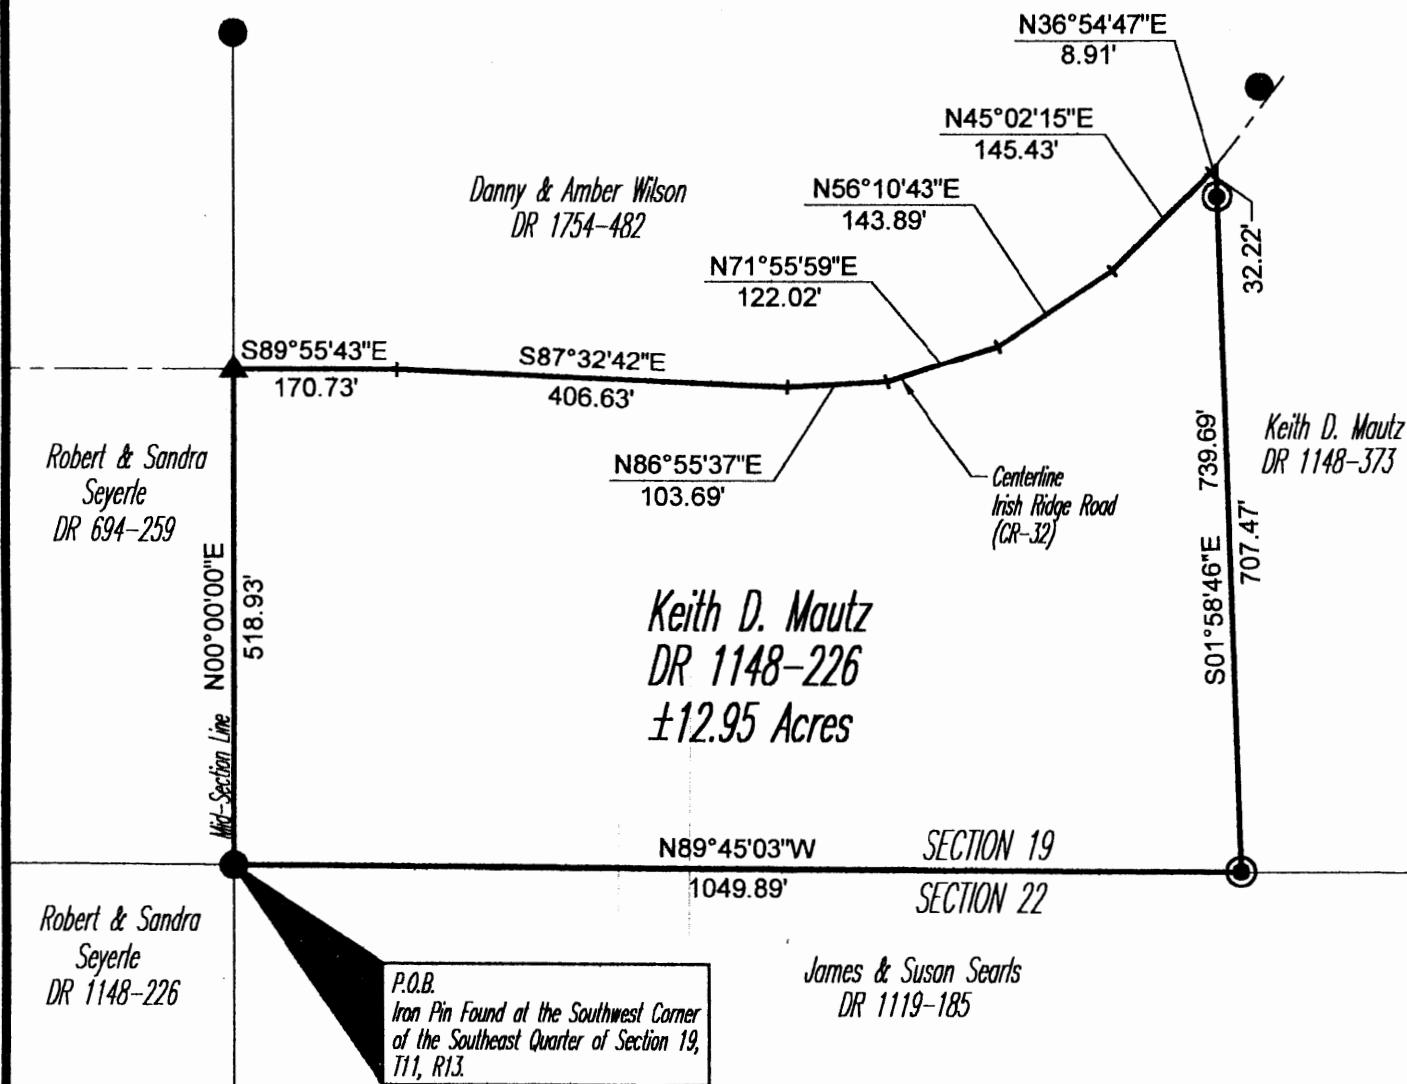 N36°54'47"E
8.91'
N45°02'15"E
145.43'
Danny & Amber Wilson
DR 1754-482
N56°10'43"E
143.89'
32.22'
N71°55'59"E
122.02'
S89°55'43"E
170.73'
S87°32'42"E
406.63'
N86°55'37"E
103.69'
Centerline
Irish Ridge Road
(CR-32)
Robert & Sandra
Seyerle
DR 694-259
Keith D. Mautz
DR 1148-373
S01°58'46"E 739.69'
707.47'
N00°00'00"E
518.93'
Mid-Section Line
Keith D. Mautz
DR 1148-226
±12.95 Acres
N89°45'03"W
1049.89'
SECTION 19
SECTION 22
Robert & Sandra
Seyerle
DR 1148-226
P.O.B.
Iron Pin Found at the Southwest Corner
of the Southeast Quarter of Section 19,
T11, R13.
James & Susan Searls
DR 1119-185